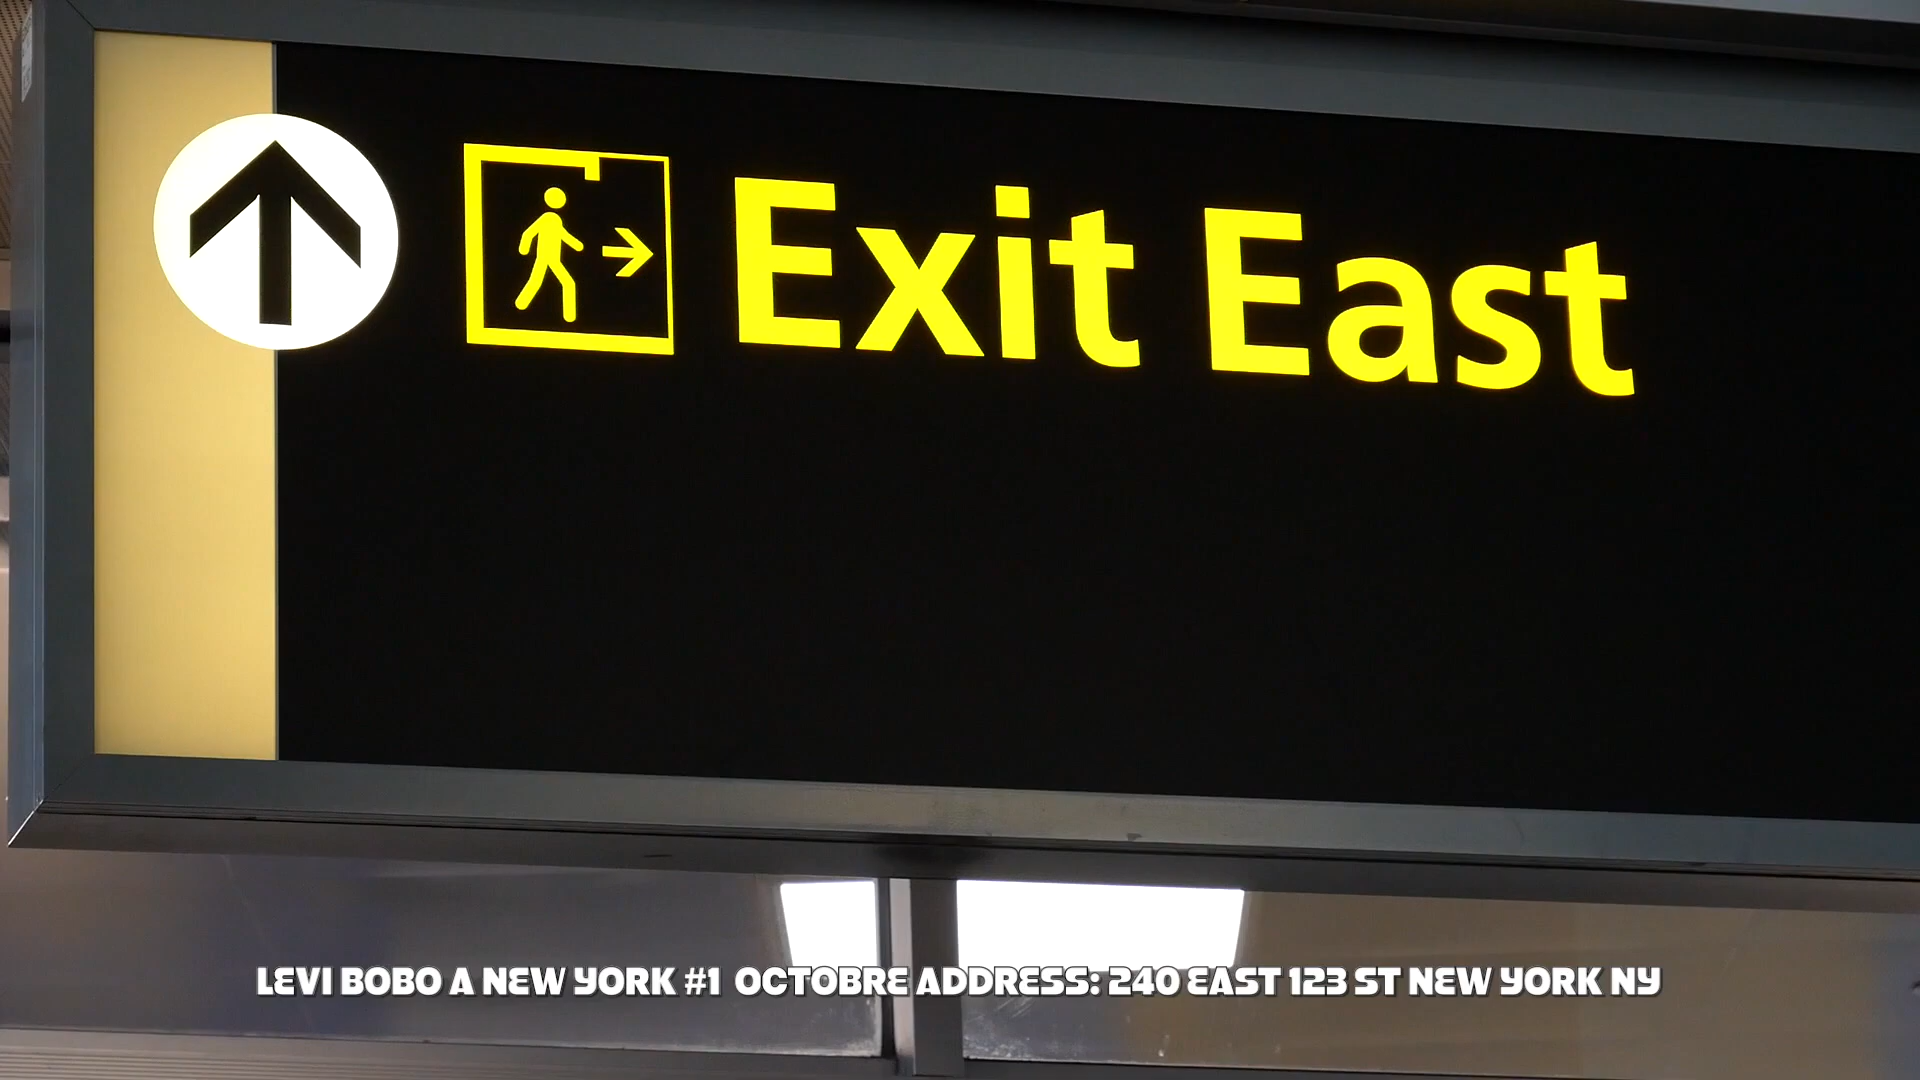 Exit East
LEVI BOBO A NEW YORK #1 OCTOBRE ADDRESS: 240 EAST 123 ST NEW YORK NY